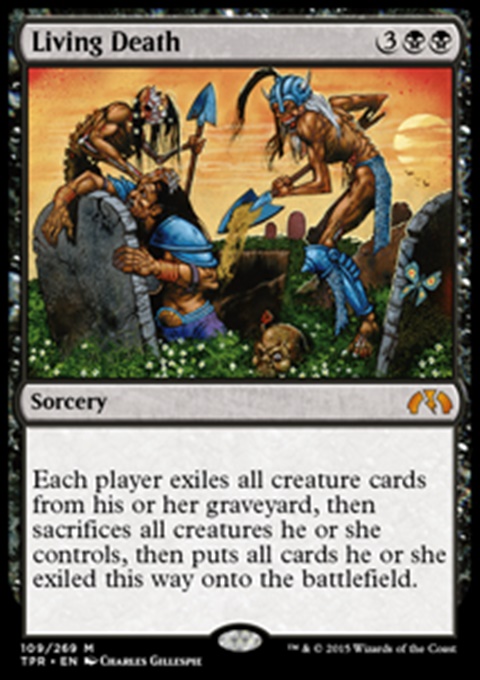 Living Death 3
Sorcery
Each player exiles all creature cards
from his or her graveyard, then
sacrifices all creatures he or she
controls, then puts all cards he or she
exiled this way onto the battlefield.
109/269 M
TPR • EN Charles Gillespie
™ & © 2015 Wizards of the Coast